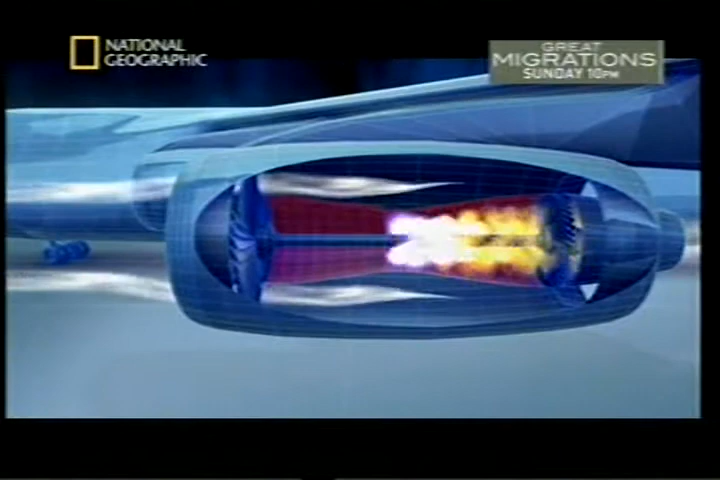 NATIONAL
GEOGRAPHIC
GREAT
MIGRATIONS
SUNDAY 10PM